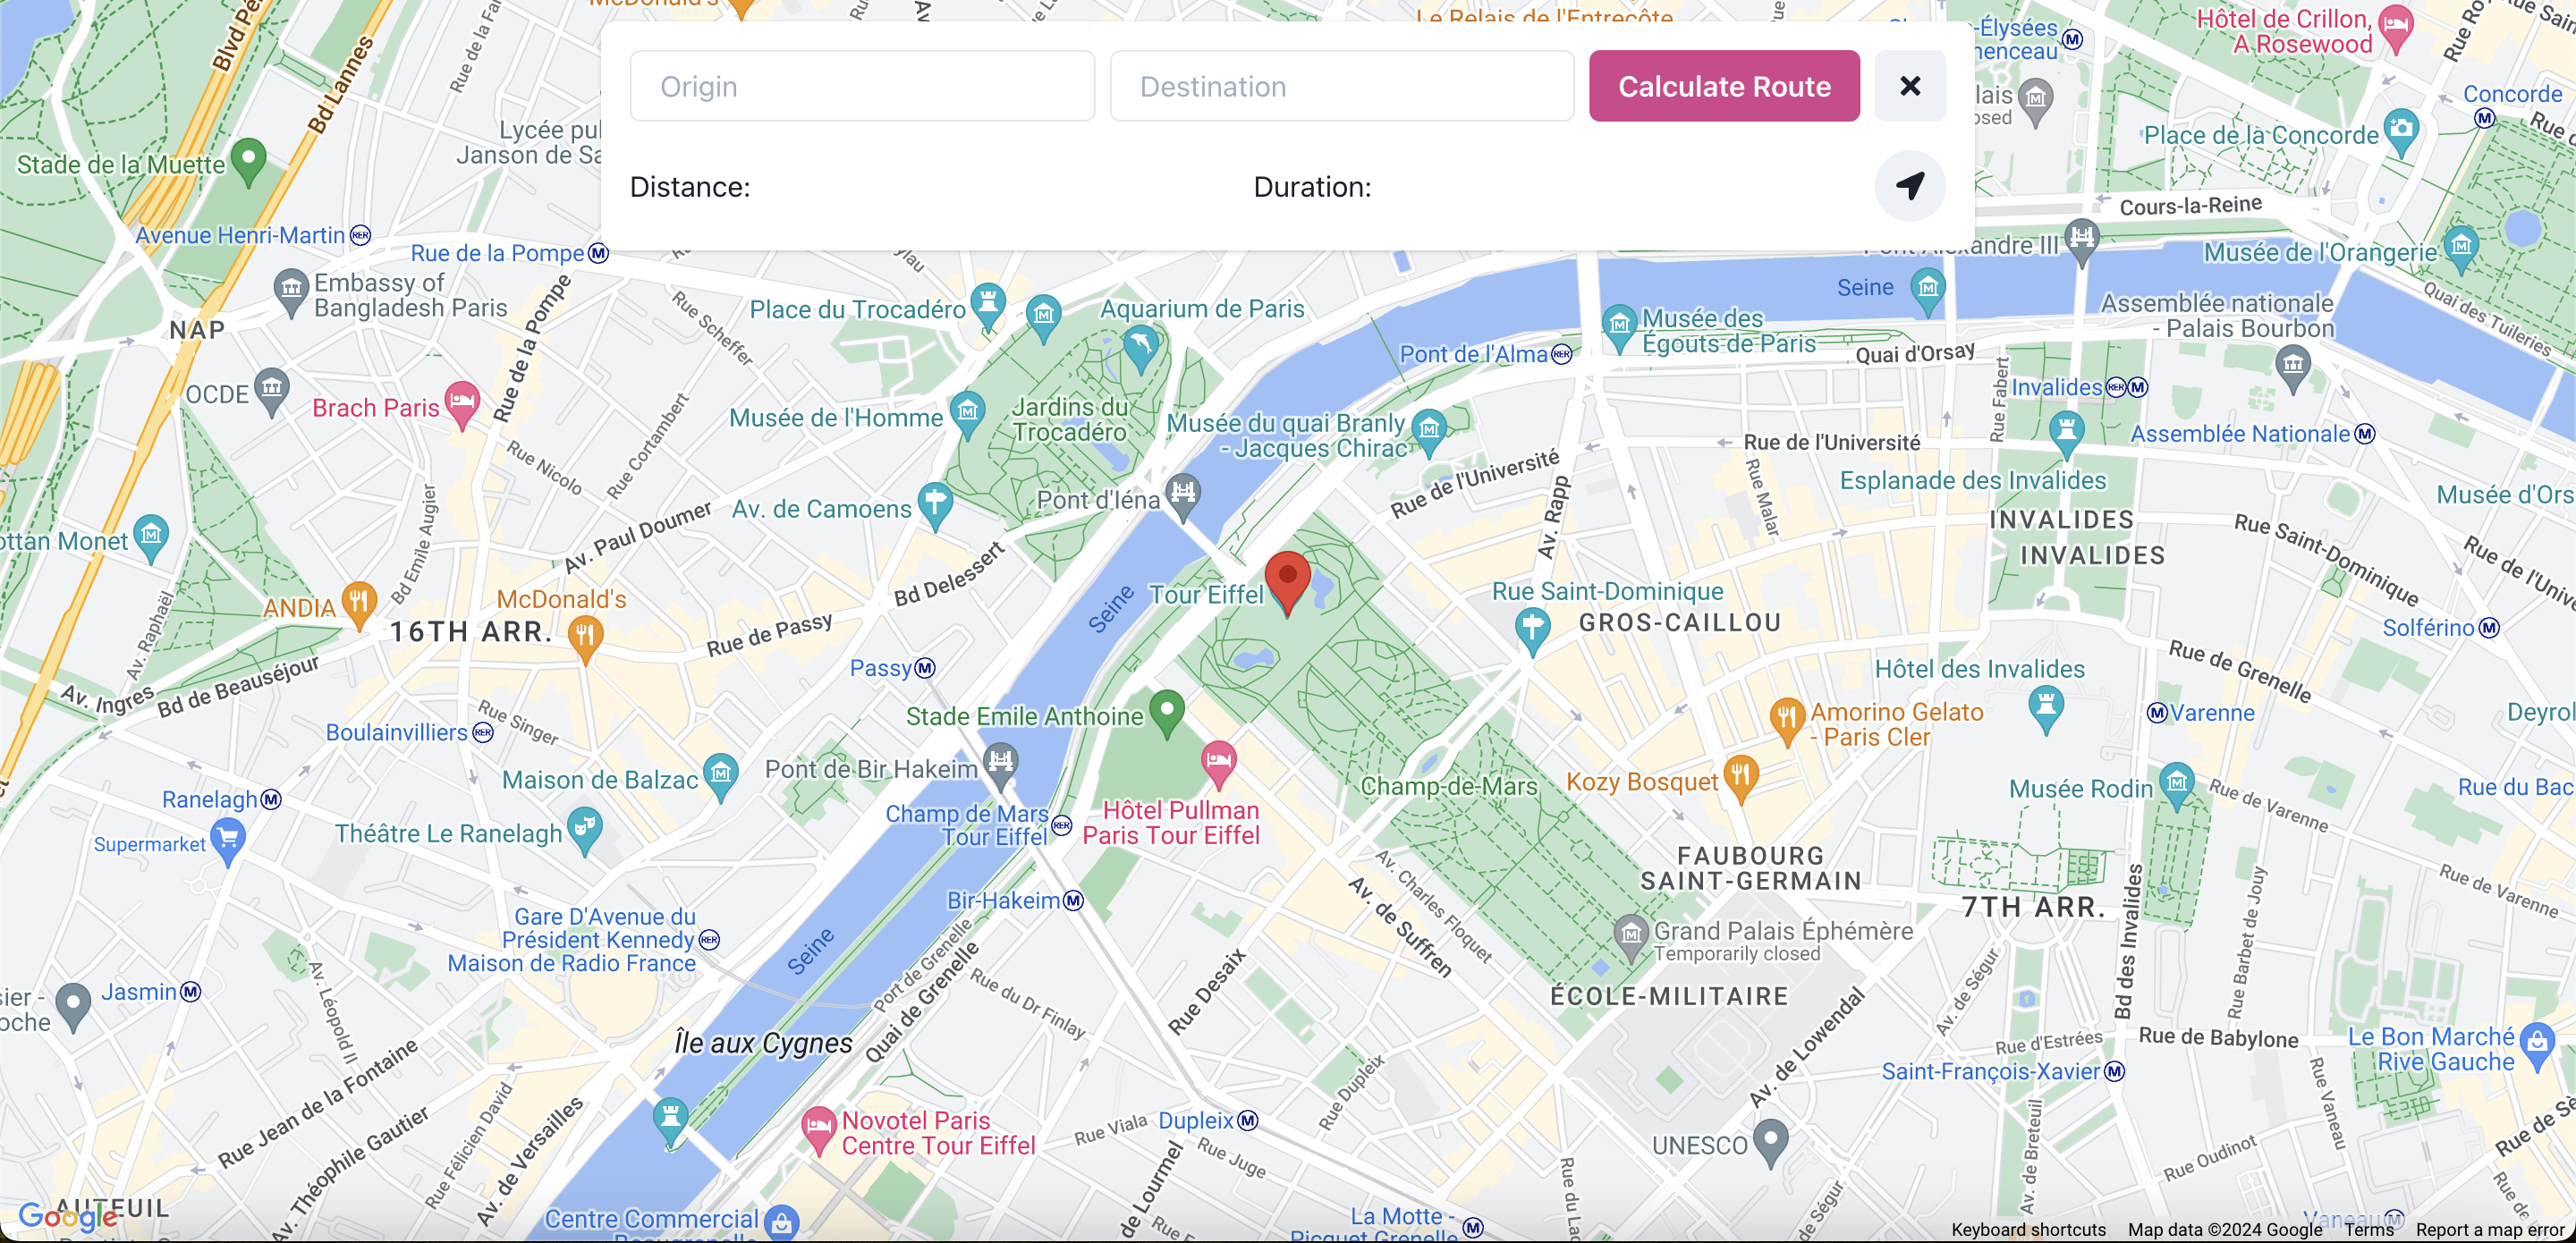 McDonald's
Le Relais de l'Entrecôte
Hôtel de Crillon,
A Rosewood
Blvd Pé
Bd Lannes
Rue de la
Origin
Destination
Calculate Route
Distance:
Duration:
-Élysées
Concorde
Place de la Concorde
Lycée pu
Janson de Sa
Stade de la Muette
Avenue Henri-Martin
Rue de la Pompe
Cours-la-Reine
Musée de l'Orangerie
Quai des Tuileries
Embassy of
Bangladesh Paris
NAP
Rue de la Pompe
Rue Scheffer
Place du Trocadéro
Aquarium de Paris
Seine
Assemblée nationale
- Palais Bourbon
Musée des
Égouts de Paris
Pont de l'Alma
Quai d'Orsay
Rue Fabert
Invalides
OCDE
Brach Paris
Musée de l'Homme
Jardins du
Trocadéro
Musée du quai Branly
- Jacques Chirac
Rue de l'Université
Rue de l'Université
Assemblée Nationale
Esplanade des Invalides
Rue Nicolo
Rue Cortambert
Rue Malar
Av. Rapp
Musée d'Ors
Pont d'Iéna
Av. de Camoens
Av. Paul Doumer
Bd Emile Augier
INVALIDES
INVALIDES
Rue Saint-Dominique
Rue de l'Unive
ottan Monet
Bd Delessert
Seine
Tour Eiffel
Rue Saint-Dominique
GROS-CAILLOU
Solférino
ANDIA
McDonald's
16TH ARR.
Rue de Passy
Av. Raphaël
Passy
Hôtel des Invalides
Rue de Grenelle
Av. Ingres
Bd de Beauséjour
Boulainvilliers
Rue Singer
Stade Emile Anthoine
Amorino Gelato
- Paris Cler
Varenne
Deyrol
Maison de Balzac
Pont de Bir Hakeim
Champ-de-Mars
Kozy Bosquet
Musée Rodin
Rue de Varenne
Rue du Bac
Ranelagh
Champ de Mars
Tour Eiffel
Hôtel Pullman
Paris Tour Eiffel
Supermarket
Théâtre Le Ranelagh
FAUBOURG
SAINT-GERMAIN
7TH ARR.
Bir-Hakeim
Av. Charles Floquet
Av. de Suffren
Grand Palais Éphémère
Temporarily closed
Bd des Invalides
Rue Barbet de Jouy
Rue de Varenne
Gare D'Avenue du
Président Kennedy
Maison de Radio France
Seine
Port de Grenelle
Quai de Grenelle
Rue du Dr Finlay
Rue Desaix
ÉCOLE-MILITAIRE
Av. de Ségur
Jasmin
Av. Léopold II
Île aux Cygnes
Av. de Lowendal
Rue d'Estrées
Rue de Babylone
Le Bon Marché
Rive Gauche
Saint-François-Xavier
Rue Jean de la Fontaine
Av. Théophile Gautier
Rue Félicien David
Av. de Versailles
Novotel Paris
Centre Tour Eiffel
Rue Viala
Dupleix
Rue Dupleix
Rue Juge
UNESCO
Av. de Breteuil
Rue Oudinot
Rue Vaneau
AUTEUIL
Google
Centre Commercial
Beaugrenelle
de Lourmel
La Motte -
Picquet Grenelle
de Ségur
Vaneau
Keyboard shortcuts
Map data ©2024 Google
Terms
Report a map error